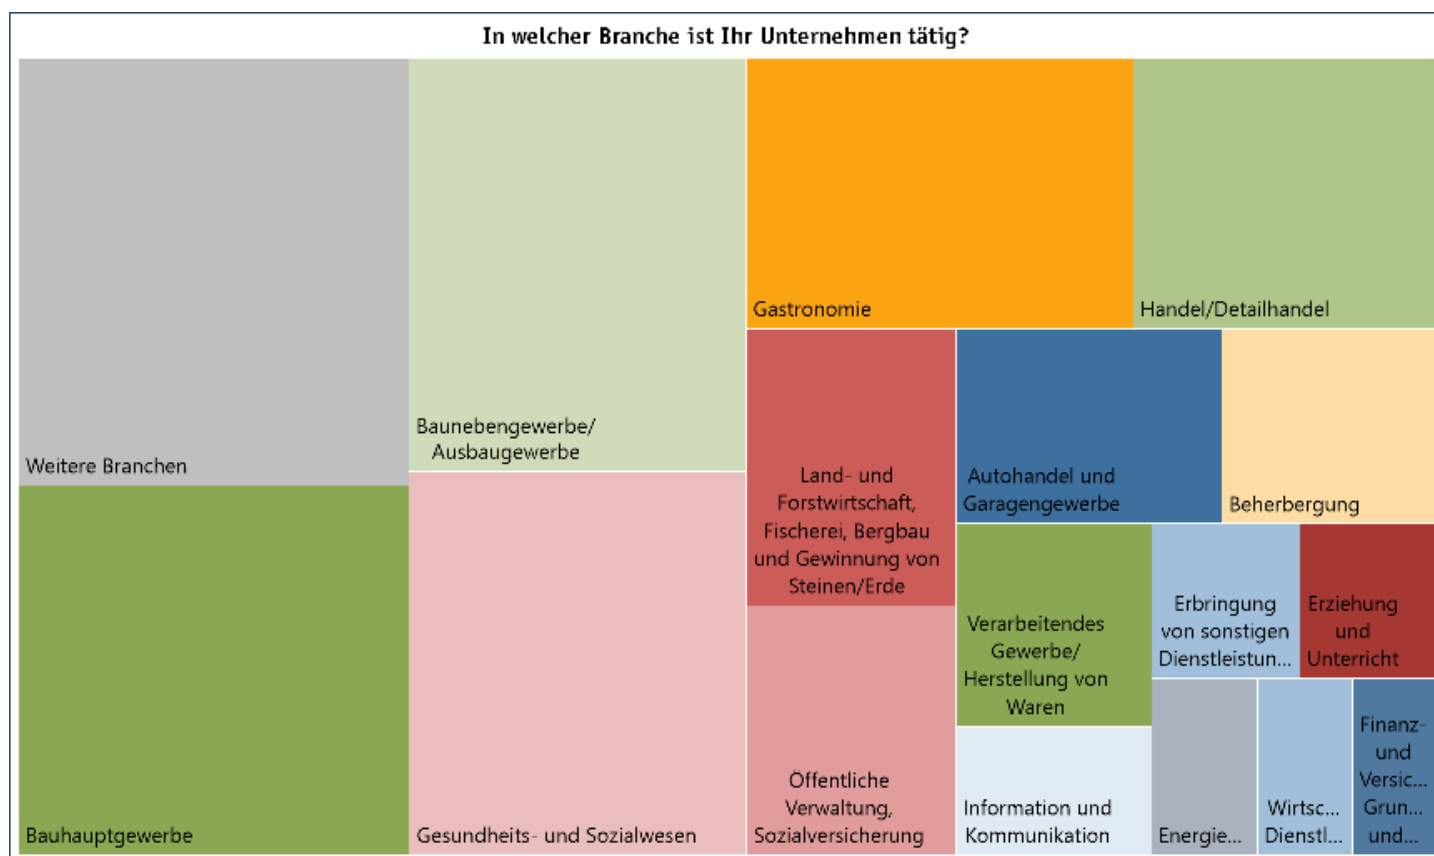 In welcher Branche ist Ihr Unternehmen tätig?
Weitere Branchen
Bauhauptgewerbe
Baunebengewerbe/
Ausbaugewerbe
Gesundheits- und Sozialwesen
Gastronomie
Handel/Detailhandel
Land- und
Forstwirtschaft,
Fischerei, Bergbau
und Gewinnung von
Steinen/Erde
Öffentliche
Verwaltung,
Sozialversicherung
Autohandel und
Garagengewerbe
Beherbergung
Verarbeitendes
Gewerbe/
Herstellung von
Waren
Information und
Kommunikation
Erbringung
von sonstigen
Dienstleistun...
Erziehung
und
Unterricht
Energie...
Wirtsc...
Dienstl...
Finanz-
und
Versic...
Grun...
und...